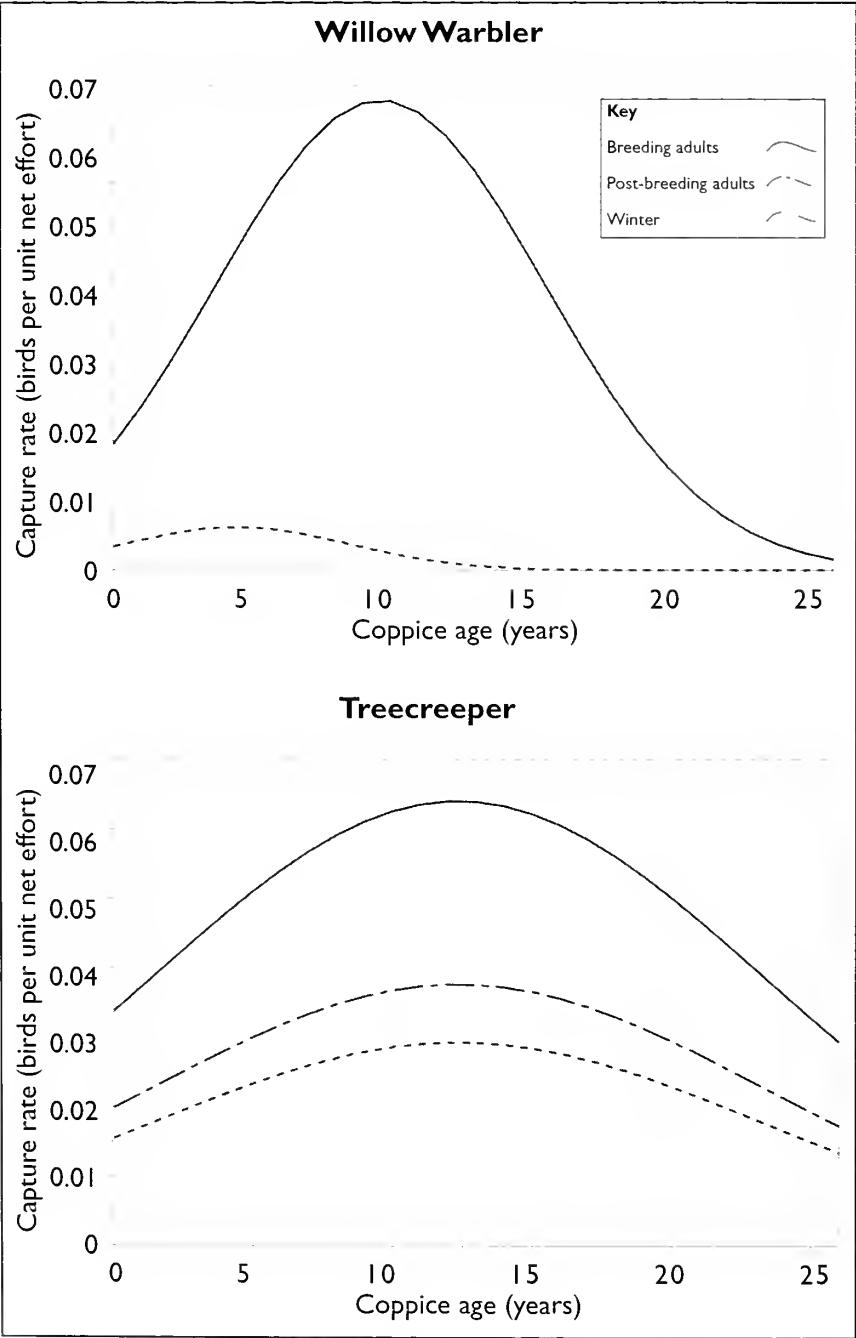 Willow Warbler
Capture rate (birds per unit net effort)
0.07
0.06
0.05
0.04
0.03
0.02
0.01
0
0 5 10 15 20 25
Coppice age (years)
Key
Breeding adults
Post-breeding adults
Winter
Treecreeper
Capture rate (birds per unit net effort)
0.07
0.06
0.05
0.04
0.03
0.02
0.01
0
0 5 10 15 20 25
Coppice age (years)